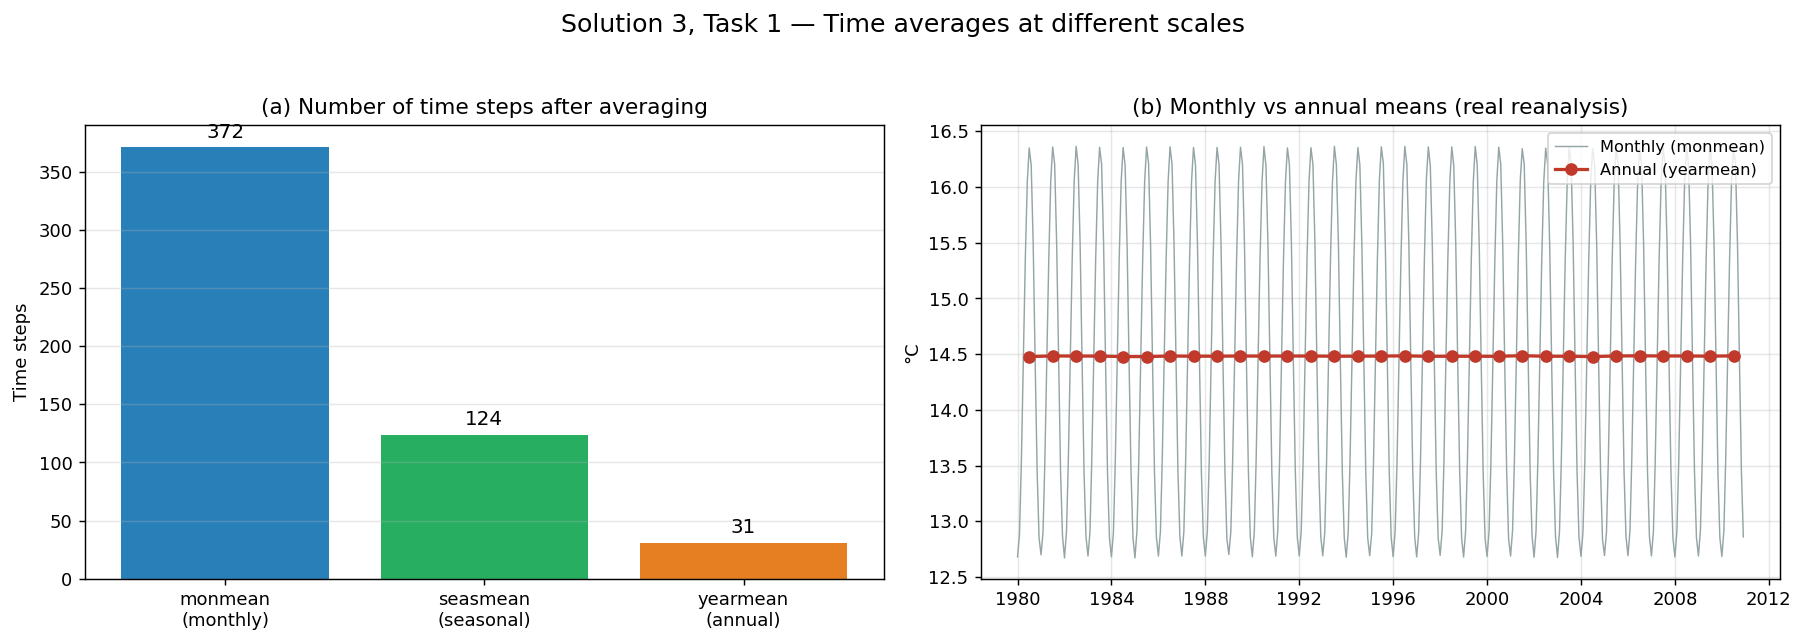 Solution 3, Task 1 — Time averages at different scales
(a) Number of time steps after averaging
Time steps
350
300
250
200
150
100
50
0
372
124
31
monmean
(monthly)
seasmean
(seasonal)
yearmean
(annual)
(b) Monthly vs annual means (real reanalysis)
°C
16.5
16.0
15.5
15.0
14.5
14.0
13.5
13.0
12.5
Monthly (monmean)
Annual (yearmean)
1980 1984 1988 1992 1996 2000 2004 2008 2012